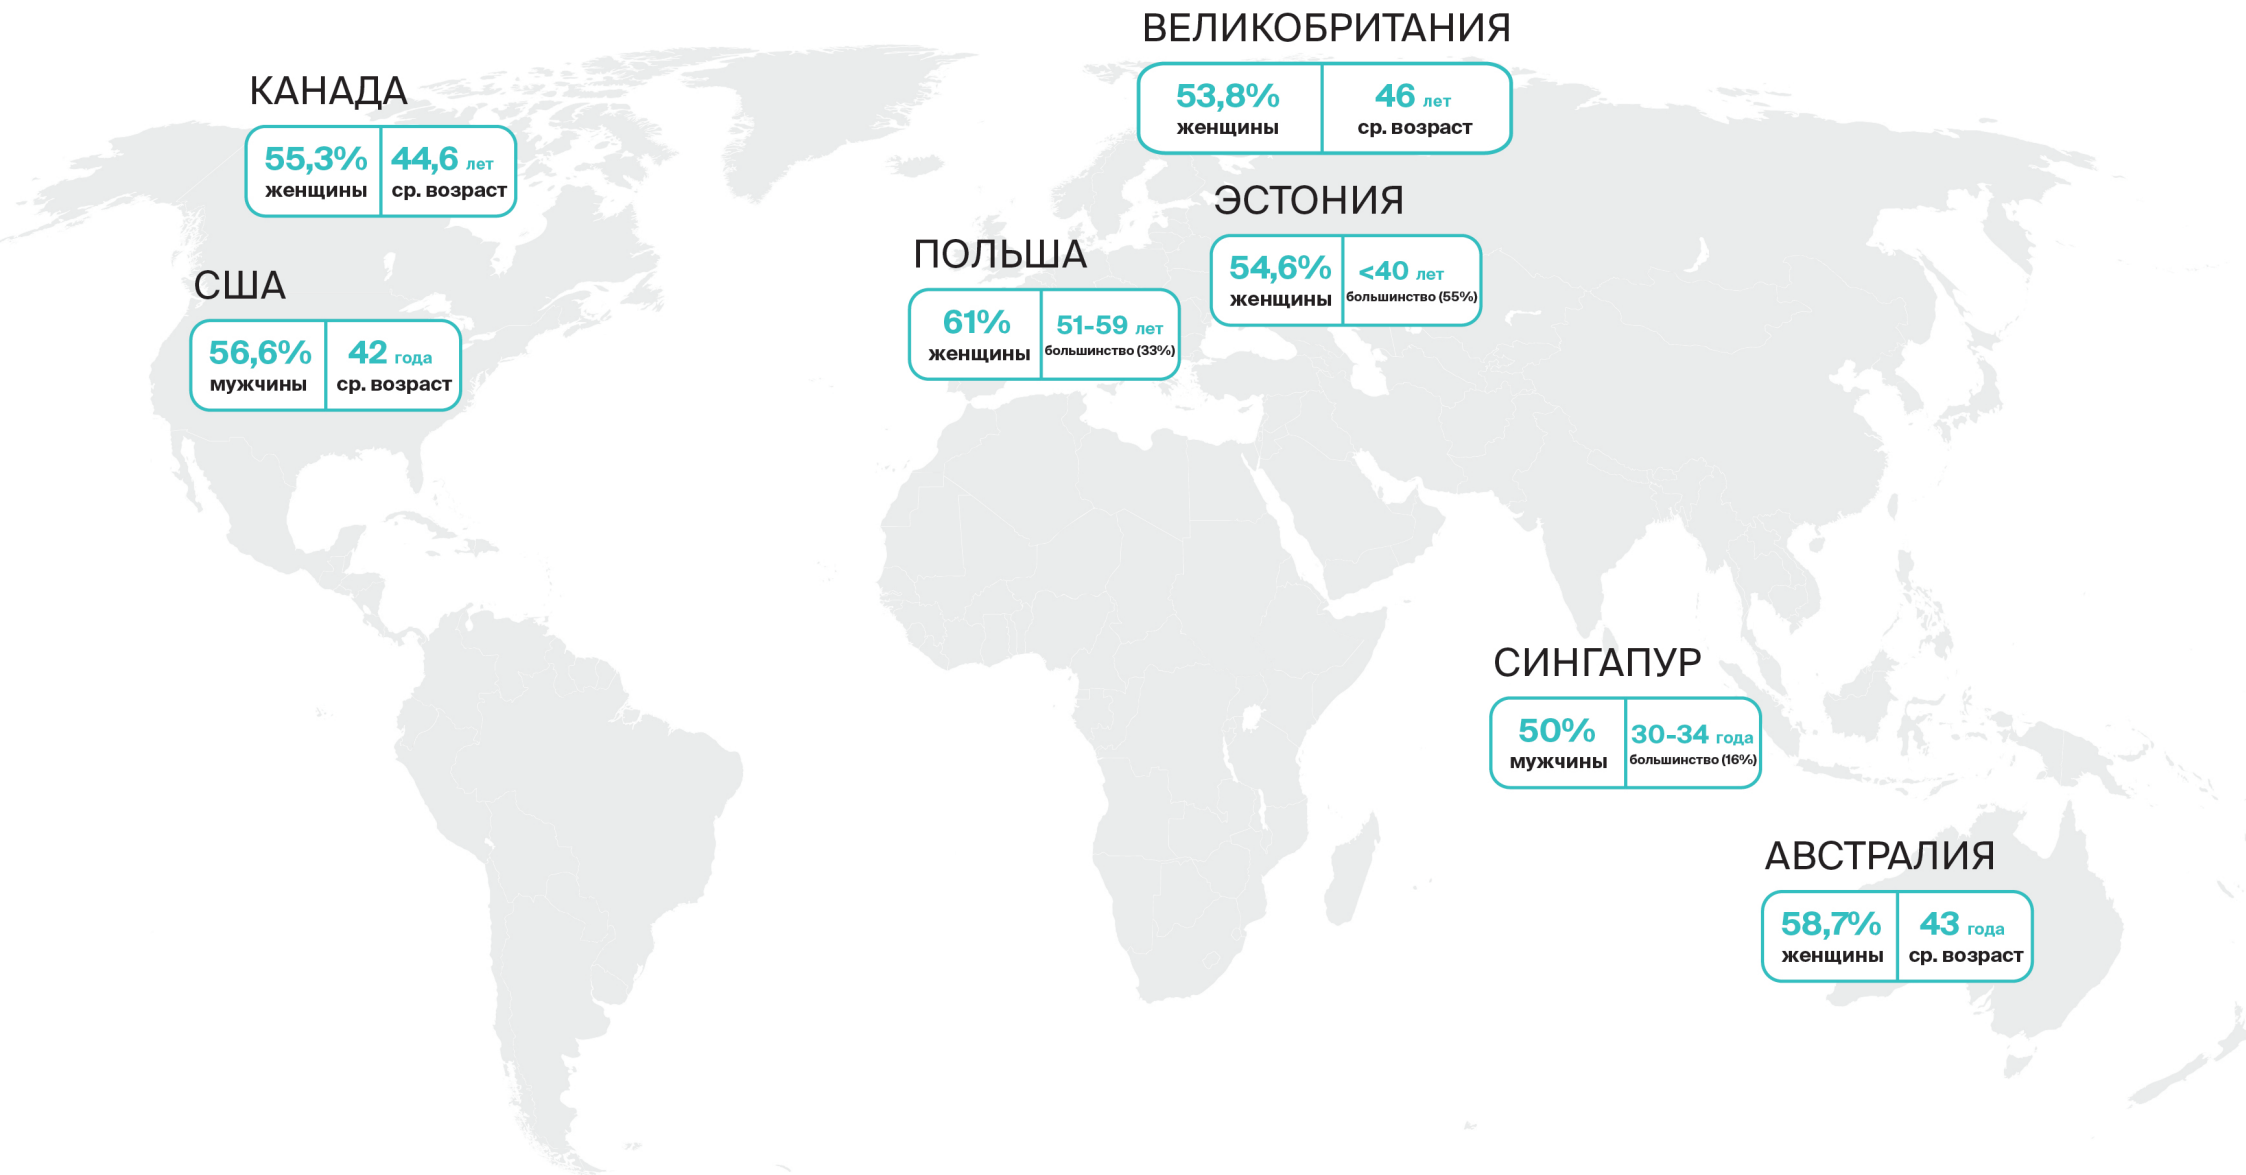 ВЕЛИКОБРИТАНИЯ
53,8%
женщины
46 лет
ср. возраст
КАНАДА
55,3%
женщины
44,6 лет
ср. возраст
ЭСТОНИЯ
54,6%
женщины
<40 лет
большинство (55%)
ПОЛЬША
61%
женщины
51-59 лет
большинство (33%)
США
56,6%
мужчины
42 года
ср. возраст
СИНГАПУР
50%
мужчины
30-34 года
большинство (16%)
АВСТРАЛИЯ
58,7%
женщины
43 года
ср. возраст